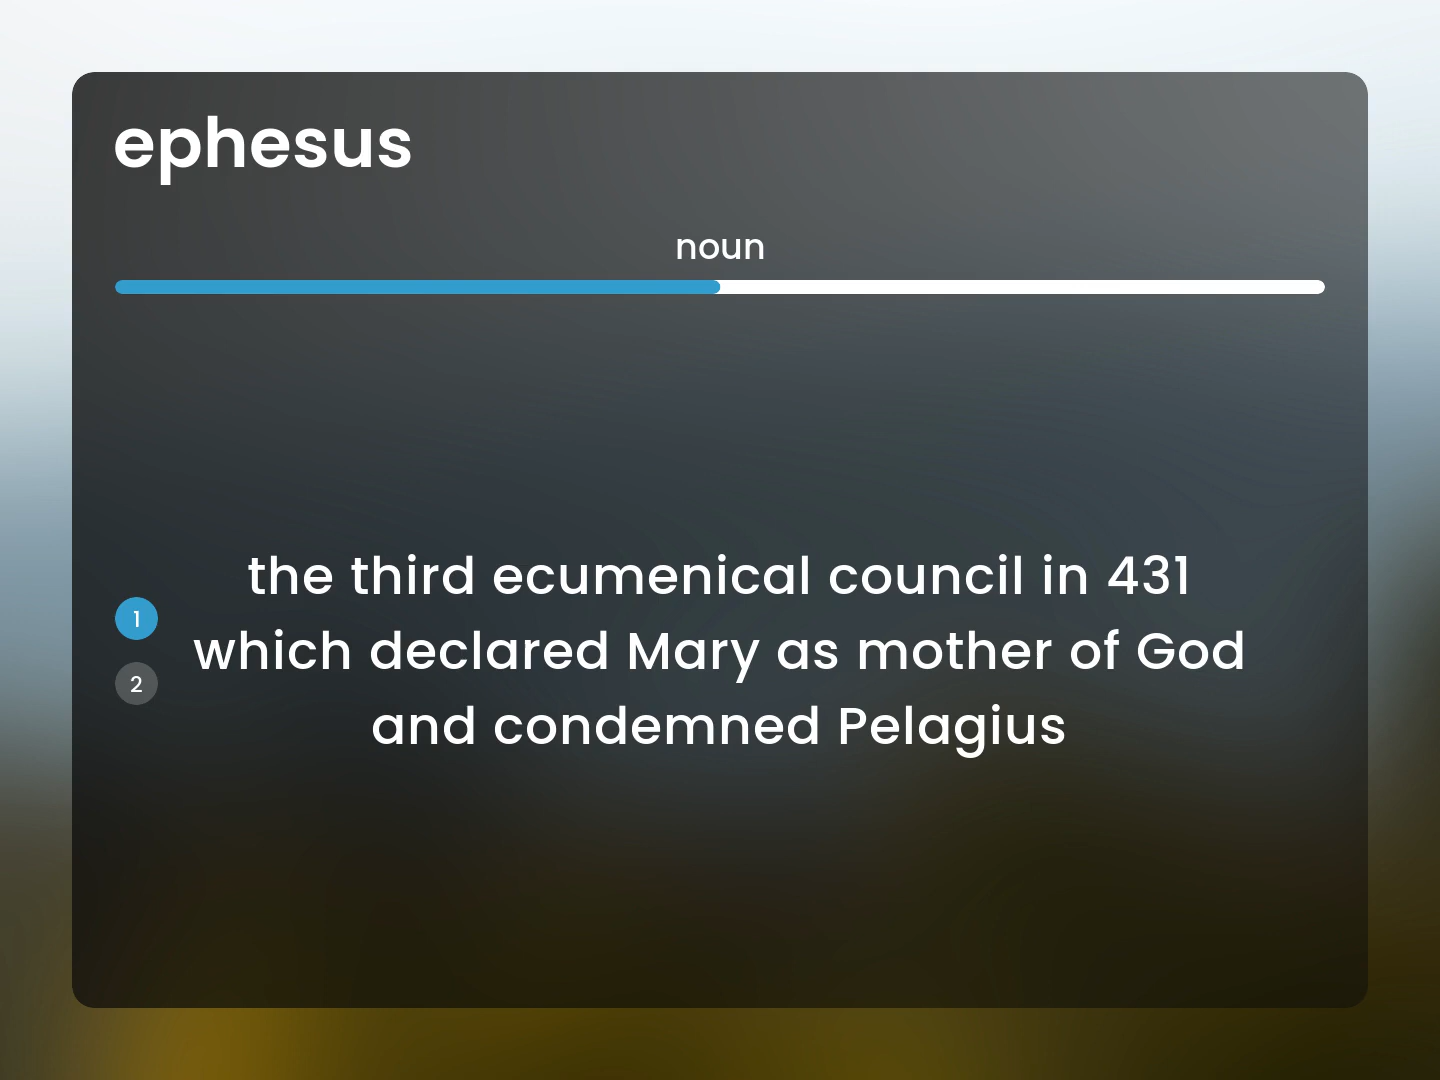 ephesus
noun
the third ecumenical council in 431
1
which declared Mary as mother of God
2
and condemned Pelagius